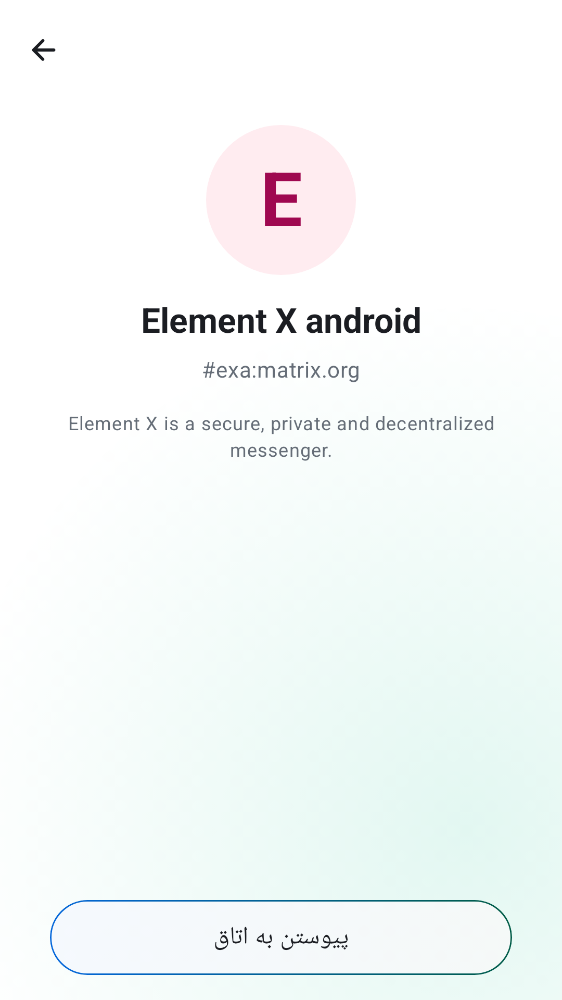 E
Element X android
#exa:matrix.org
Element X is a secure, private and decentralized
messenger.
پیوستن به اتاق